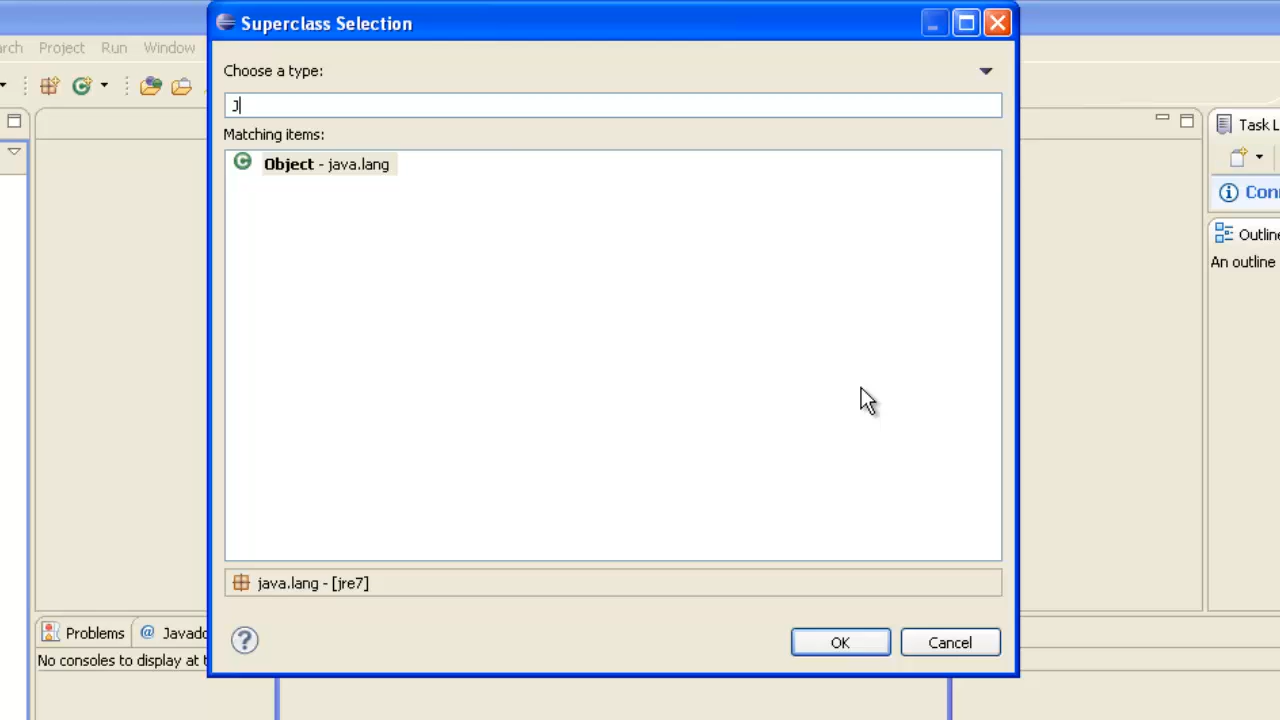 Superclass Selection
arch Project Run Window
Choose a type:
J
Matching items:
Object - java.lang
java.lang - [jre7]
OK
Cancel
Task L
Conn
Outline
An outline
Problems
@ Javado
No consoles to display at t